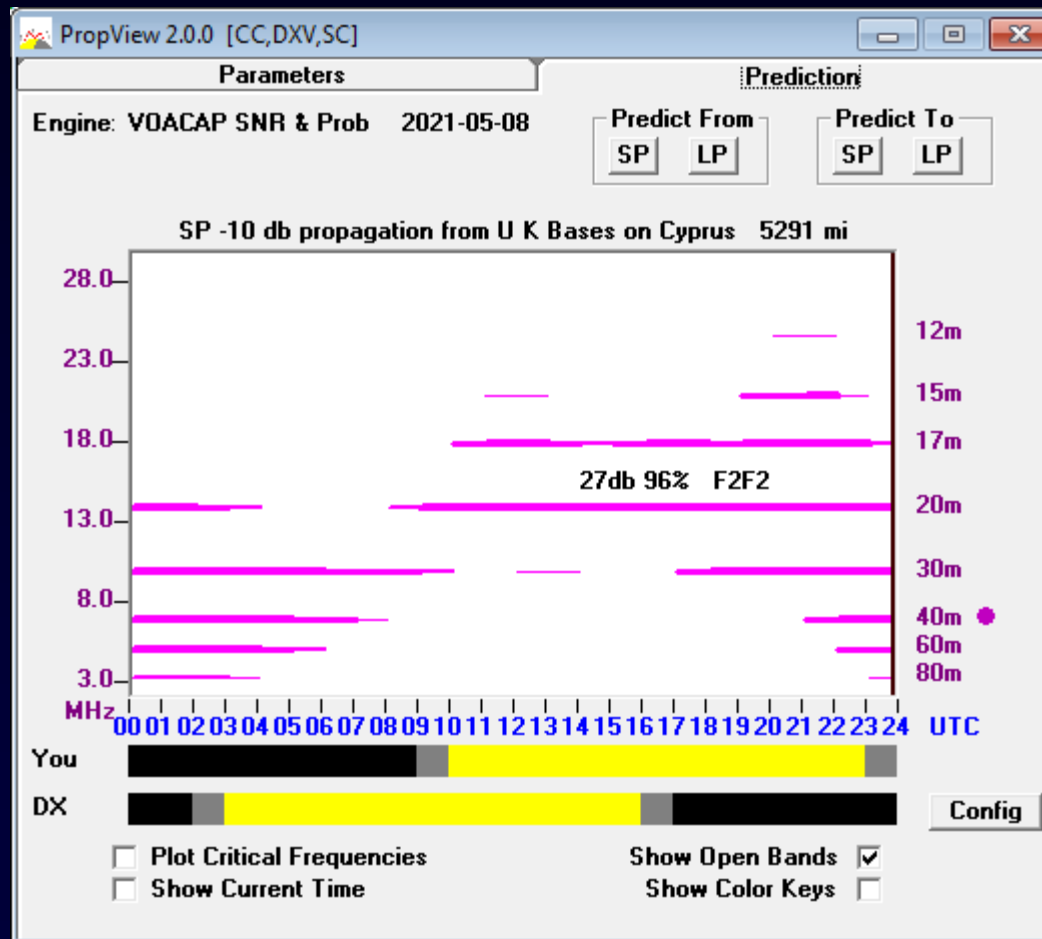 PropView 2.0.0 [CC,DXV,SC]
Parameters
Prediction
Engine: VOACAP SNR & Prob 2021-05-08
Predict From
SP LP
Predict To
SP LP
SP -10 db propagation from U K Bases on Cyprus 5291 mi
28.0
12m
23.0
15m
18.0
17m
27db 96% F2F2
20m
13.0
30m
8.0
40m
60m
3.0
80m
MHz
00 01 02 03 04 05 06 07 08 09 10 11 12 13 14 15 16 17 18 19 20 21 22 23 24 UTC
You
DX
Config
Plot Critical Frequencies
Show Open Bands
Show Current Time
Show Color Keys